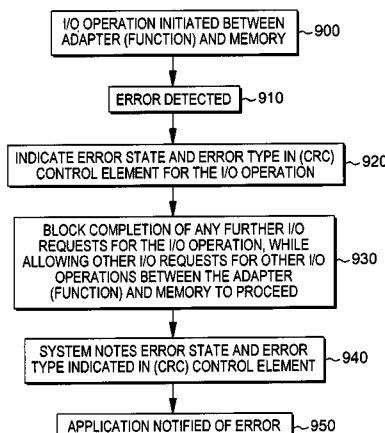 I/O OPERATION INITIATED BETWEEN
ADAPTER (FUNCTION) AND MEMORY
900
ERROR DETECTED
910
INDICATE ERROR STATE AND ERROR TYPE IN (CRC)
CONTROL ELEMENT FOR THE I/O OPERATION
920
BLOCK COMPLETION OF ANY FURTHER I/O
REQUESTS FOR THE I/O OPERATION, WHILE
ALLOWING OTHER I/O REQUESTS FOR OTHER I/O
OPERATIONS BETWEEN THE ADAPTER
(FUNCTION) AND MEMORY TO PROCEED
930
SYSTEM NOTES ERROR STATE AND ERROR
TYPE INDICATED IN (CRC) CONTROL ELEMENT
940
APPLICATION NOTIFIED OF ERROR
950